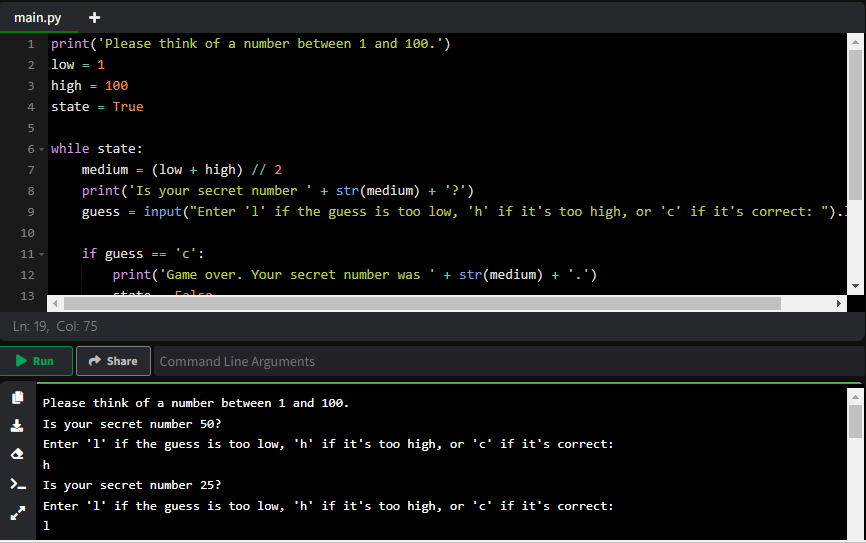 main.py +
1 print('Please think of a number between 1 and 100.')
2 low = 1
3 high = 100
4 state = True
5
6 while state:
7 medium = (low + high) // 2
8 print('Is your secret number ' + str(medium) + '?')
9 guess = input("Enter 'l' if the guess is too low, 'h' if it's too high, or 'c' if it's correct: ").
10
11 if guess == 'c':
12 print('Game over. Your secret number was ' + str(medium) + '.')
13 state = False
Ln: 19, Col: 75
Run Share Command Line Arguments
Please think of a number between 1 and 100.
Is your secret number 50?
Enter 'l' if the guess is too low, 'h' if it's too high, or 'c' if it's correct:
h
Is your secret number 25?
Enter 'l' if the guess is too low, 'h' if it's too high, or 'c' if it's correct:
l